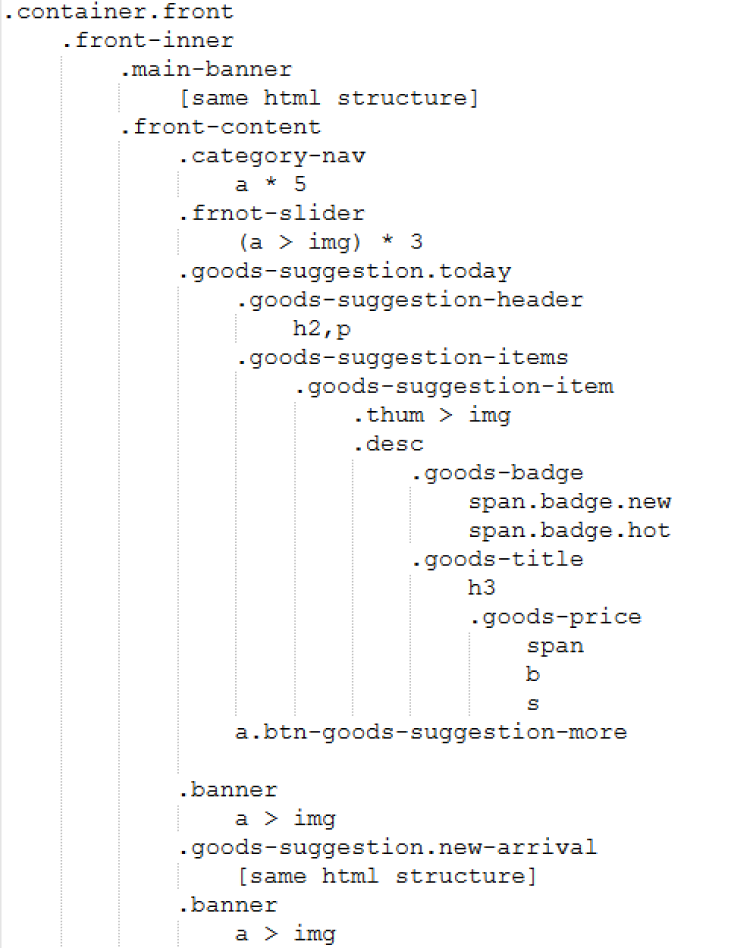 .container.front
.front-inner
.main-banner
[same html structure]
.front-content
.category-nav
a * 5
.frnot-slider
(a > img) * 3
.goods-suggestion.today
.goods-suggestion-header
h2,p
.goods-suggestion-items
.goods-suggestion-item
.thum > img
.desc
.goods-badge
span.badge.new
span.badge.hot
.goods-title
h3
.goods-price
span
b
s
a.btn-goods-suggestion-more
.banner
a > img
.goods-suggestion.new-arrival
[same html structure]
.banner
a > img